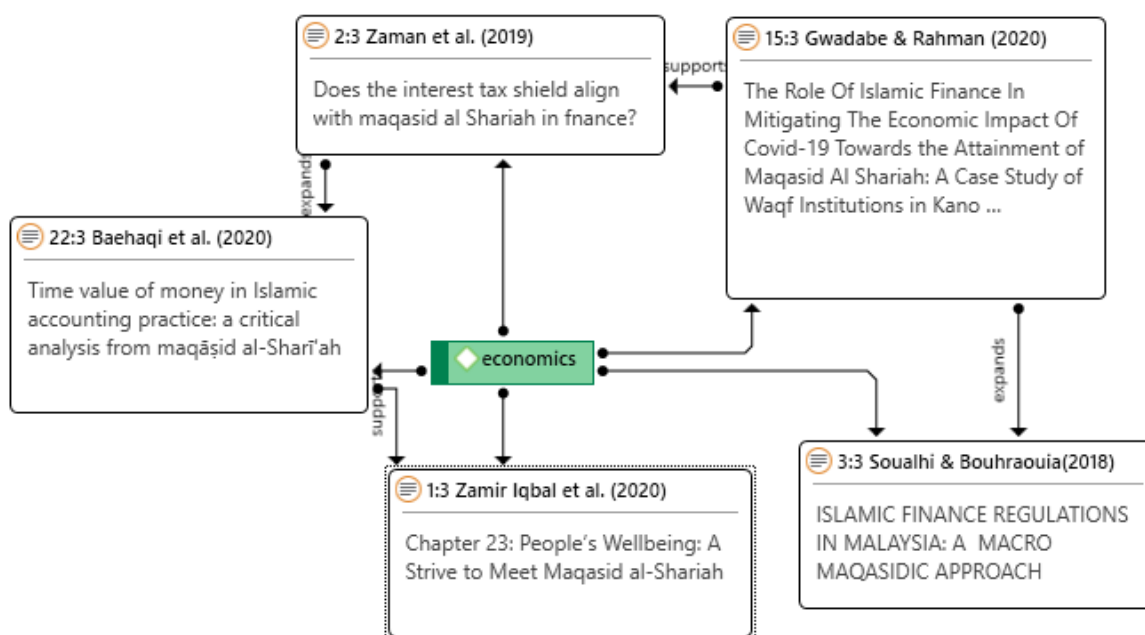 2:3 Zaman et al. (2019)
Does the interest tax shield align
with maqasid al Shariah in fnance?
supports
15:3 Gwadabe & Rahman (2020)
The Role Of Islamic Finance In
Mitigating The Economic Impact Of
Covid-19 Towards the Attainment of
Maqasid Al Shariah: A Case Study of
Waqf Institutions in Kano ...
expands
22:3 Baehaqi et al. (2020)
Time value of money in Islamic
accounting practice: a critical
analysis from maqāṣid al-Sharī'ah
economics
supports
expands
1:3 Zamir Iqbal et al. (2020)
Chapter 23: People's Wellbeing: A
Strive to Meet Maqasid al-Shariah
3:3 Soualhi & Bouhraouia(2018)
ISLAMIC FINANCE REGULATIONS
IN MALAYSIA: A MACRO
MAQASIDIC APPROACH